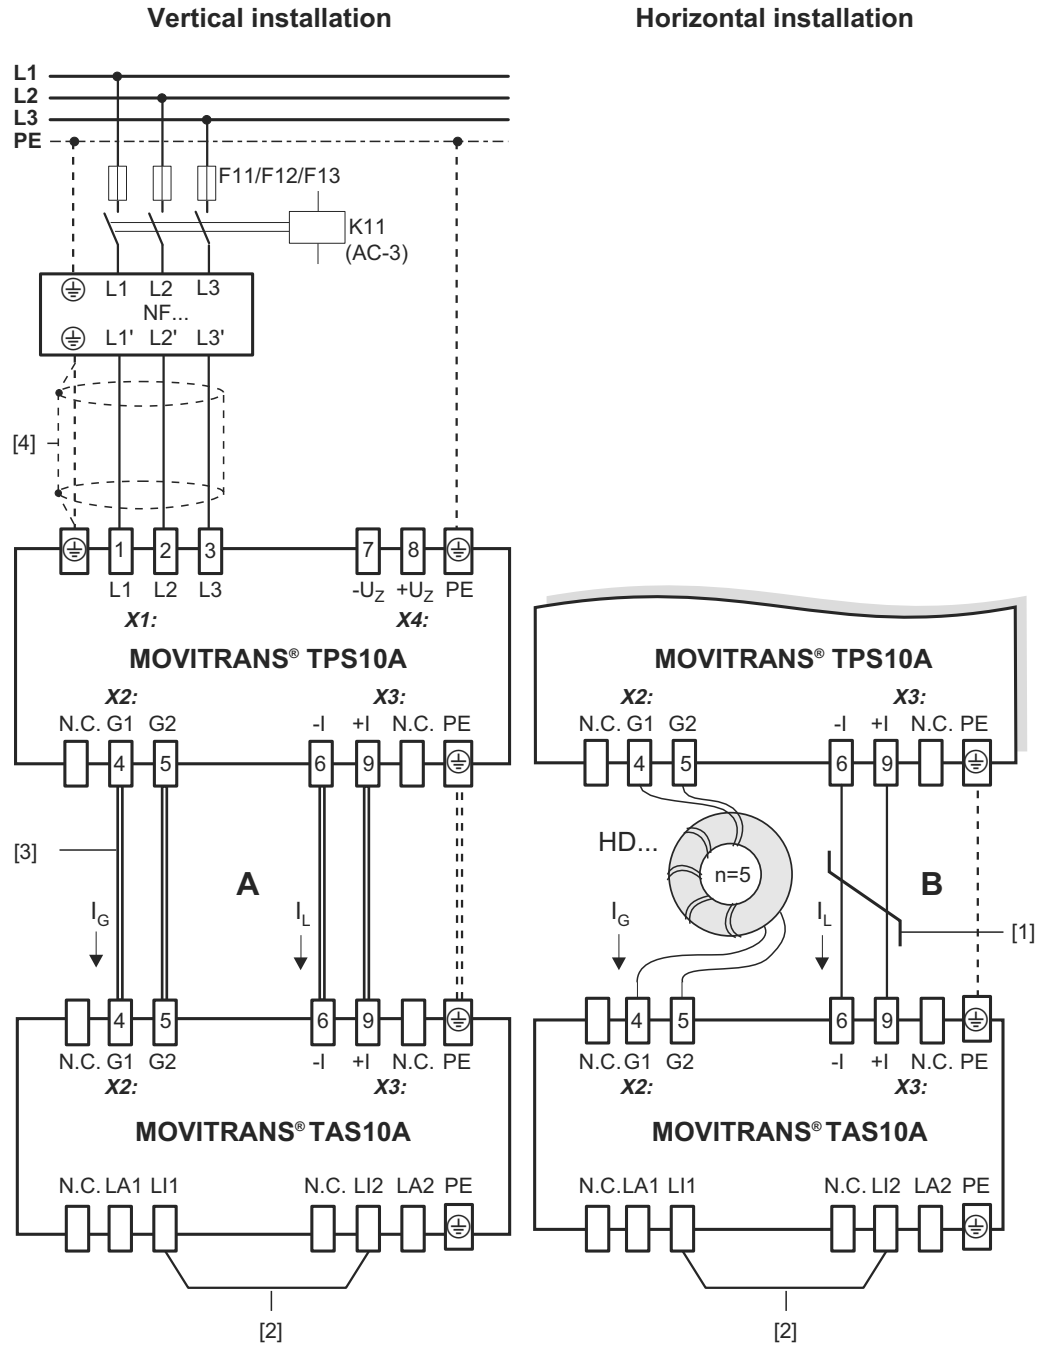 Vertical installation
Horizontal installation
L1
L2
L3
PE
F11/F12/F13
K11
(AC-3)
L1 L2 L3
NF...
L1' L2' L3'
[4]
1 2 3 7 8
L1 L2 L3 -UZ +UZ PE
X1: X4:
MOVITRANS® TPS10A
X2: X3:
N.C. G1 G2 -I +I N.C. PE
4 5 6 9
[3]
A
IG IL
4 5 6 9
N.C. G1 G2 -I +I N.C. PE
X2: X3:
MOVITRANS® TAS10A
N.C. LA1 LI1 N.C. LI2 LA2 PE
[2]
MOVITRANS® TPS10A
X2: X3:
N.C. G1 G2 -I +I N.C. PE
4 5 6 9
HD...
n=5
B
IG IL
[1]
4 5 6 9
N.C. G1 G2 -I +I N.C. PE
X2: X3:
MOVITRANS® TAS10A
N.C. LA1 LI1 N.C. LI2 LA2 PE
[2]